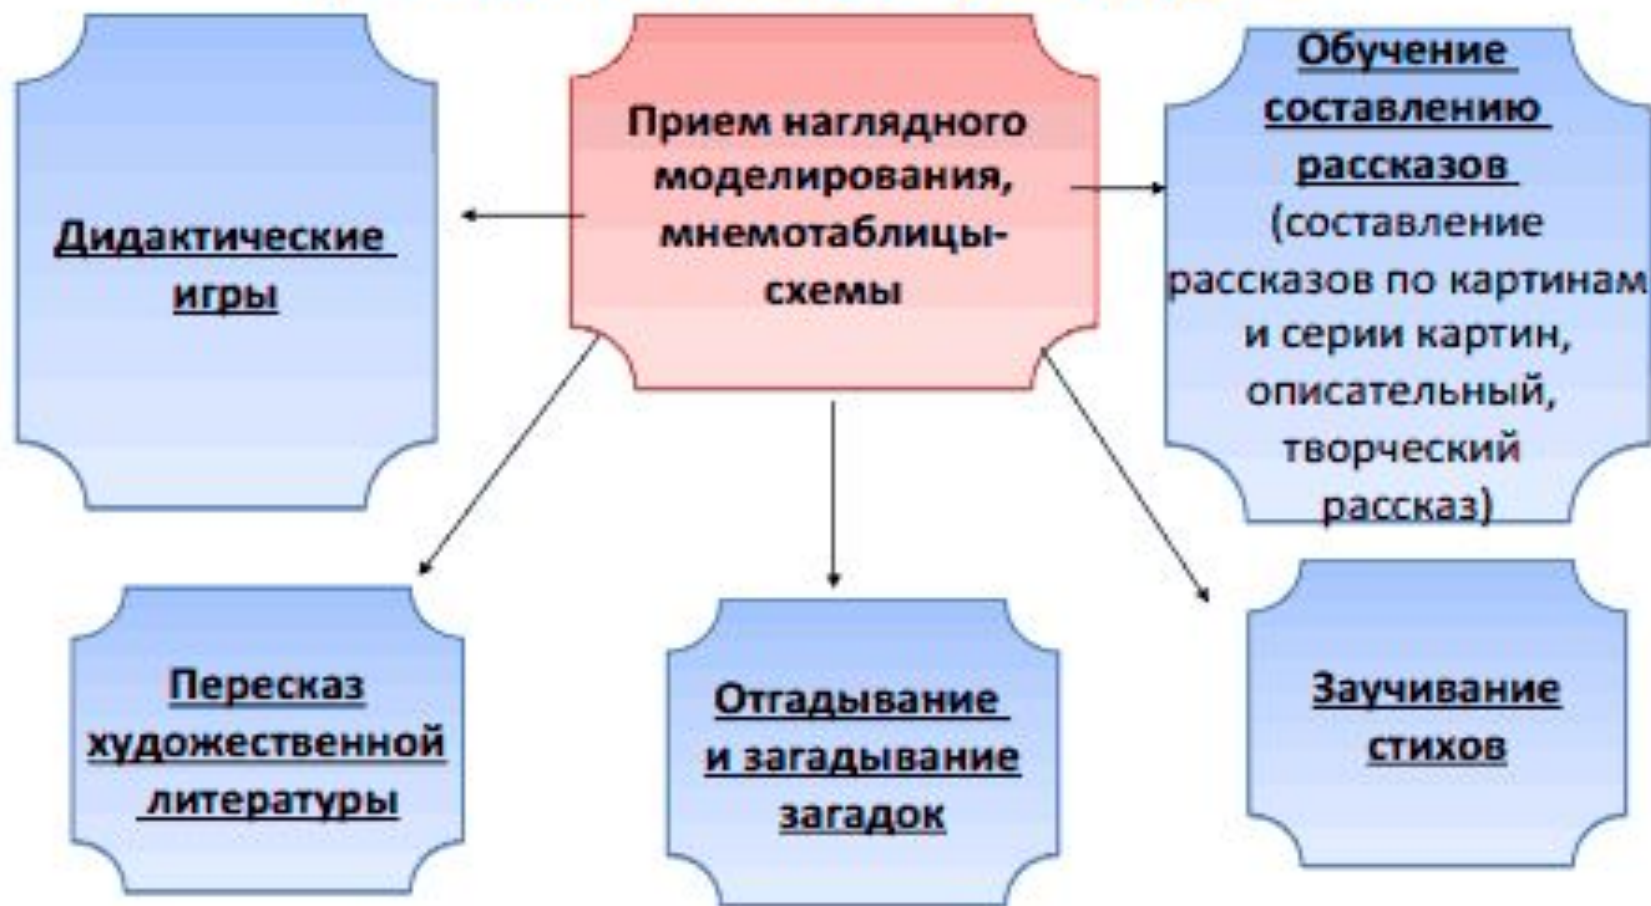 Прием наглядного
моделирования,
мнемотаблицы-
схемы
Дидактические
игры
Обучение
составлению
рассказов
(составление
рассказов по картинам
и серии картин,
описательный,
творческий
рассказ)
Пересказ
художественной
литературы
Отгадывание
и загадывание
загадок
Заучивание
стихов